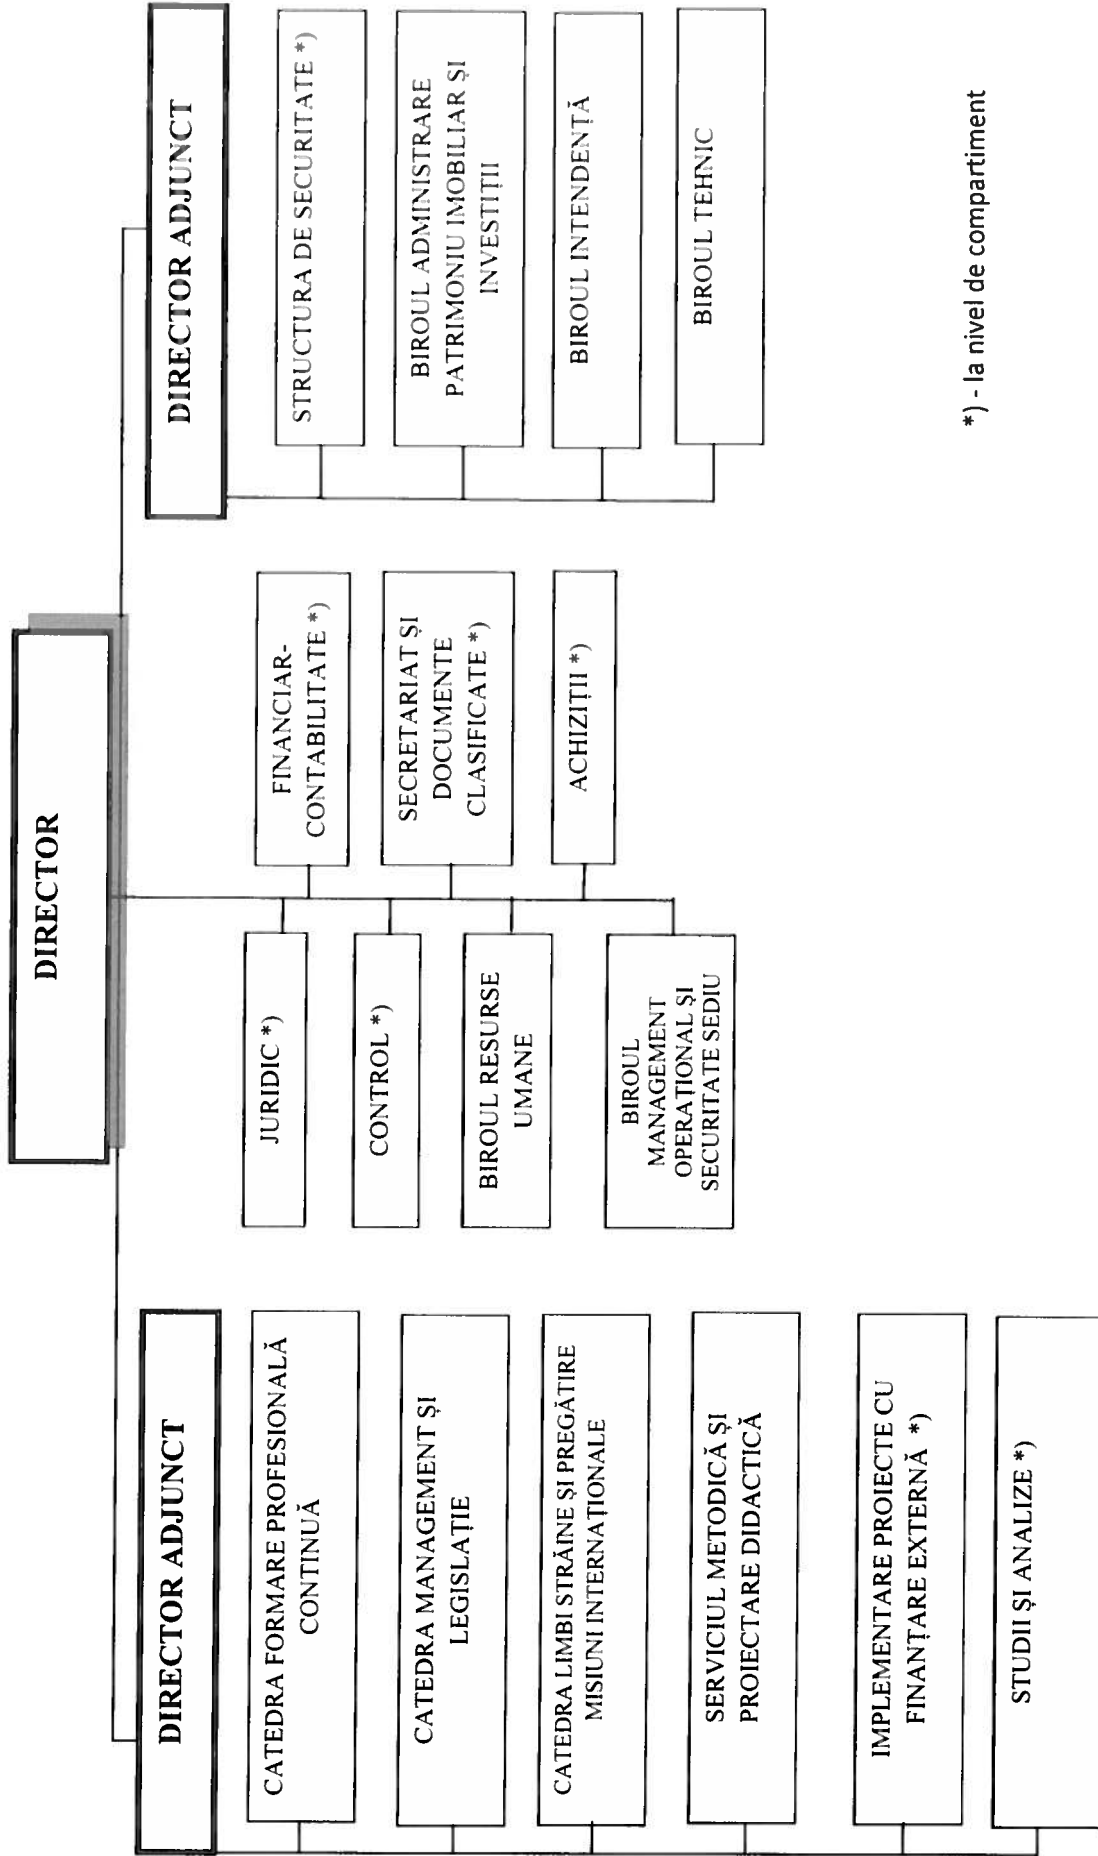 DIRECTOR
DIRECTOR ADJUNCT
CATEDRA FORMARE PROFESIONALĂ
CONTINUĂ
CATEDRA MANAGEMENT ȘI
LEGISLAȚIE
CATEDRA LIMBI STRĂINE ȘI PREGĂTIRE
MISIUNI INTERNAȚIONALE
SERVICIUL METODICĂ ȘI
PROIECTARE DIDACTICĂ
IMPLEMENTARE PROIECTE CU
FINANȚARE EXTERNĂ *)
STUDII ȘI ANALIZE *)
JURIDIC *)
CONTROL *)
BIROUL RESURSE
UMANE
BIROUL
MANAGEMENT
OPERAȚIONAL ȘI
SECURITATE SEDIU
FINANCIAR-
CONTABILITATE *)
SECRETARIAT ȘI
DOCUMENTE
CLASIFICATE *)
ACHIZIȚII *)
DIRECTOR ADJUNCT
STRUCTURA DE SECURITATE *)
BIROUL ADMINISTRARE
PATRIMONIU IMOBILIAR ȘI
INVESTIȚII
BIROUL INTENDENȚĂ
BIROUL TEHNIC
*) - la nivel de compartiment